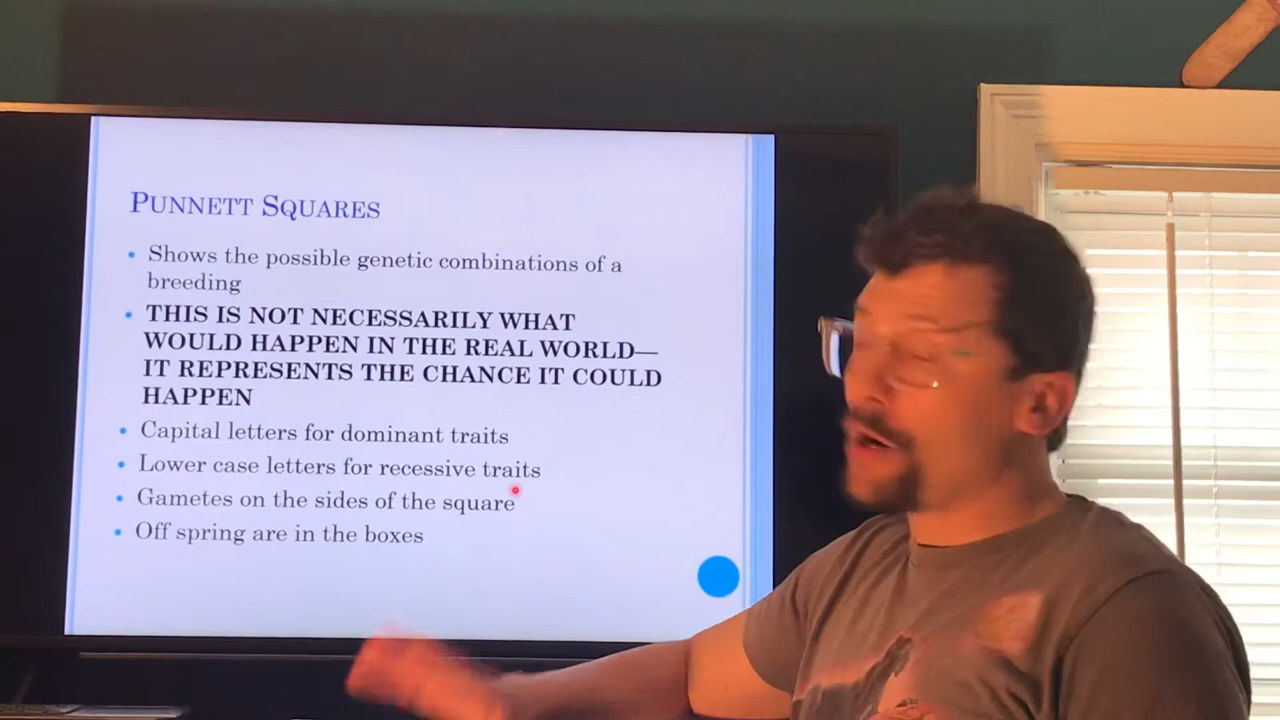 PUNNETT SQUARES
• Shows the possible genetic combinations of a
breeding
• THIS IS NOT NECESSARILY WHAT
WOULD HAPPEN IN THE REAL WORLD—
IT REPRESENTS THE CHANCE IT COULD
HAPPEN
• Capital letters for dominant traits
• Lower case letters for recessive traits
• Gametes on the sides of the square
• Off spring are in the boxes